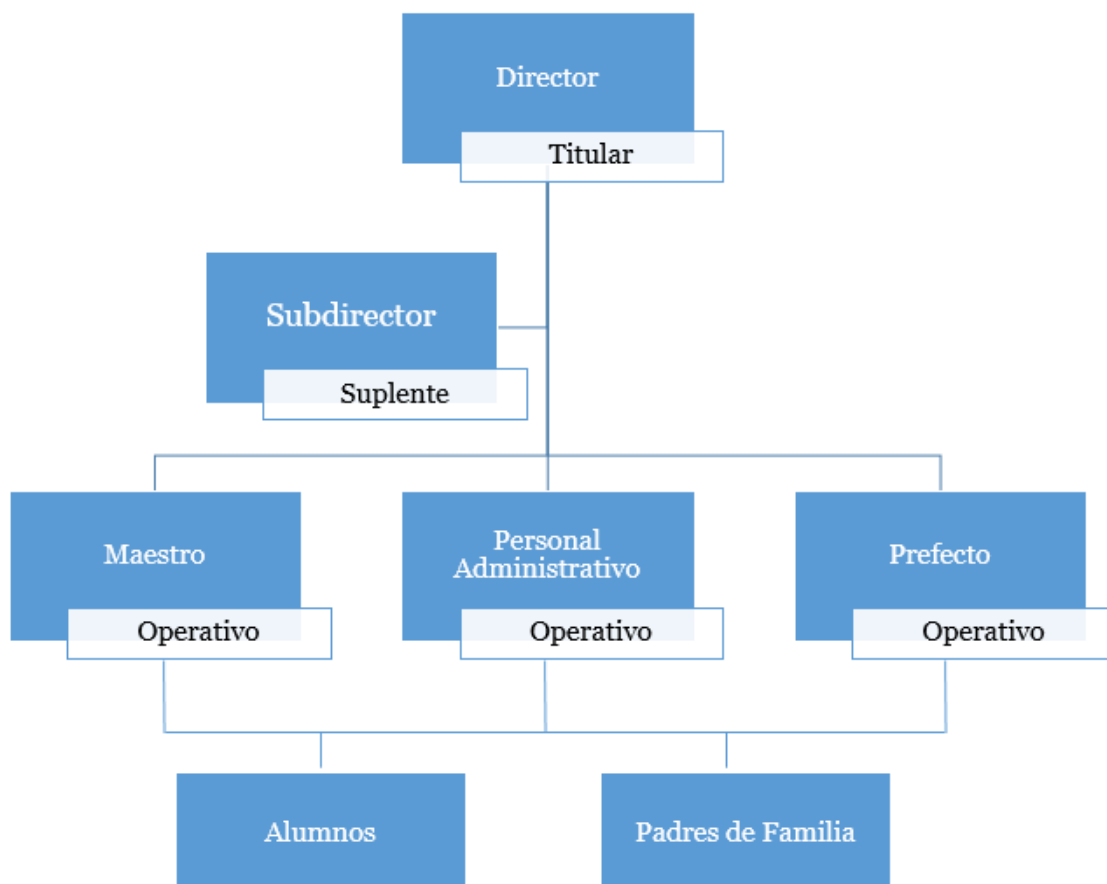 Director
Titular
Subdirector
Suplente
Maestro
Operativo
Personal
Administrativo
Operativo
Prefecto
Operativo
Alumnos
Padres de Familia